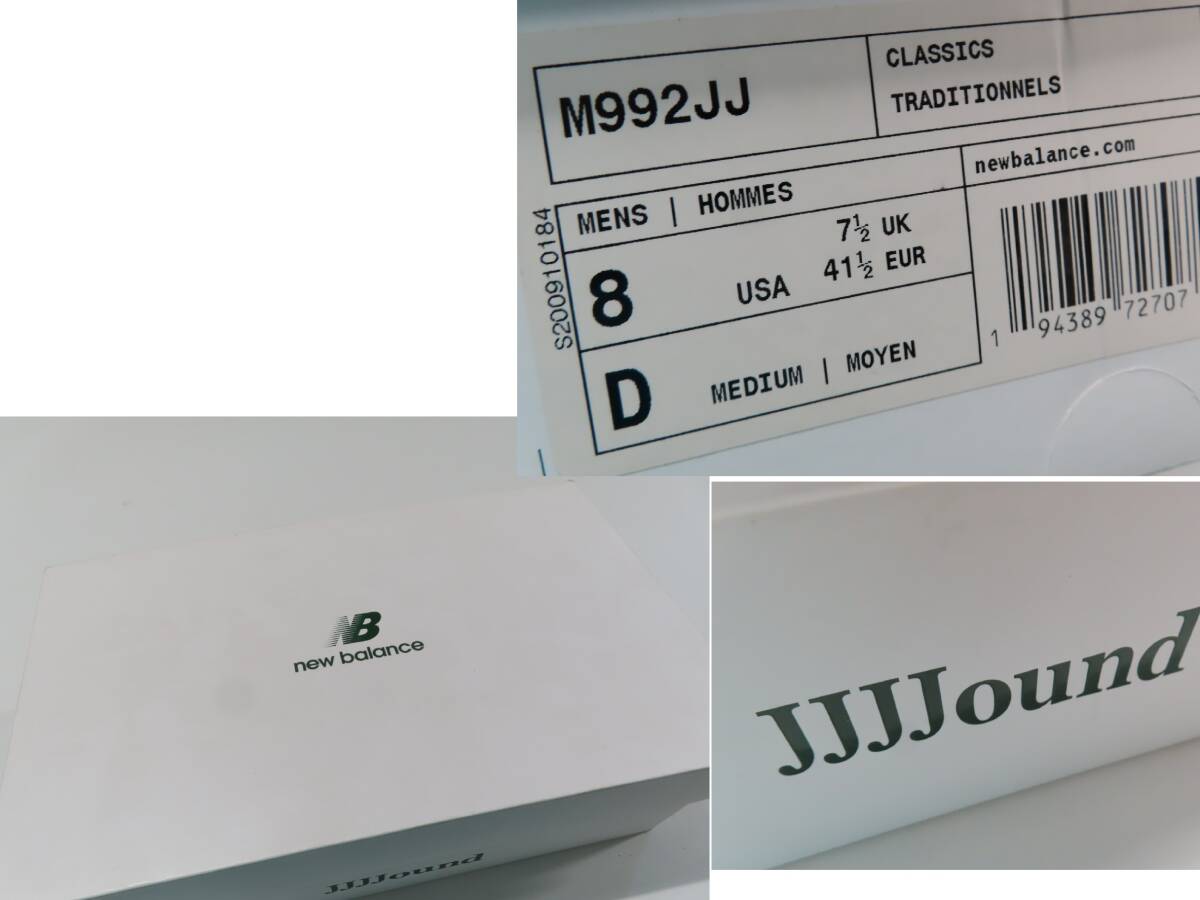 M992JJ
CLASSICS
TRADITIONNELS
newbalance.com
MENS | HOMMES
8 USA 7½ UK
41½ EUR
D MEDIUM | MOYEN
S200910184
1 94389 72707
NB
new balance
JJJJound
JJJJound